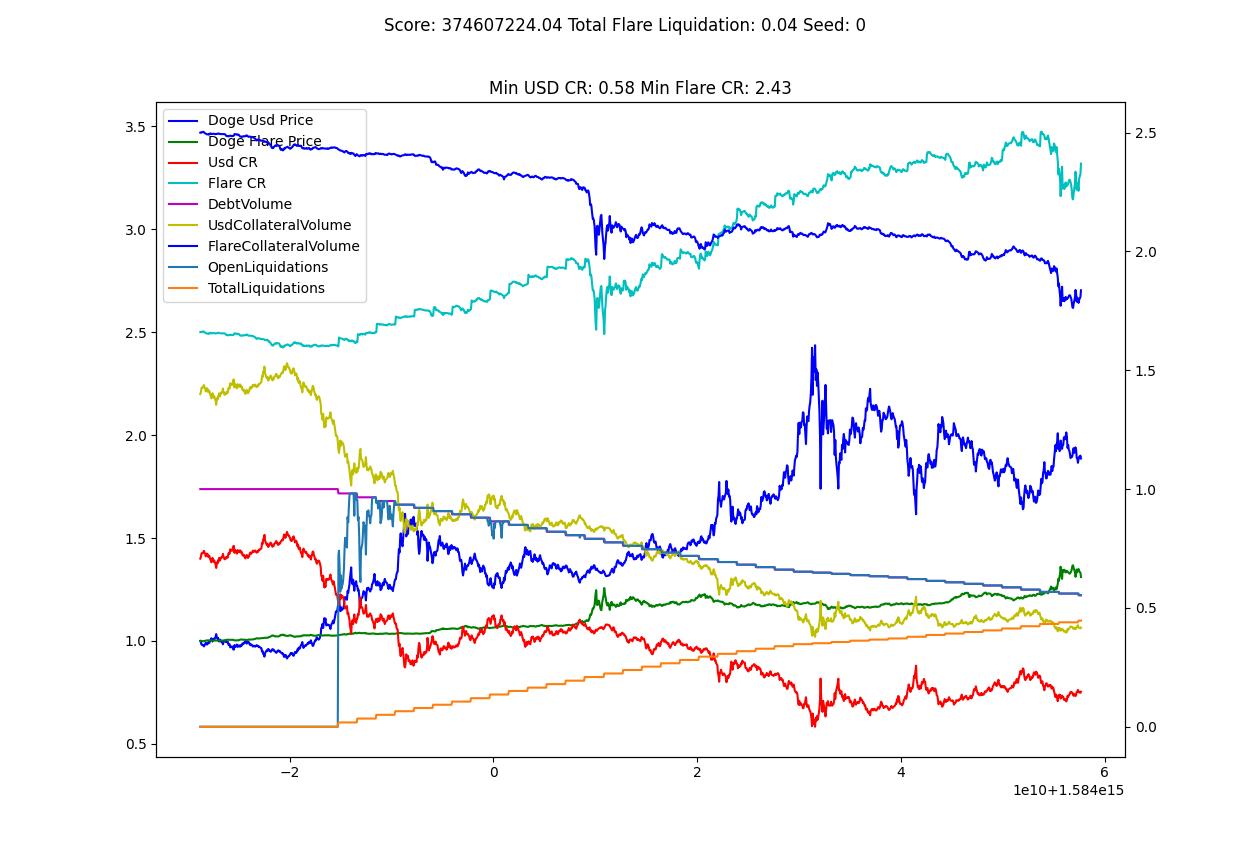 Score: 374607224.04 Total Flare Liquidation: 0.04 Seed: 0
Min USD CR: 0.58 Min Flare CR: 2.43
Doge Usd Price
Doge Flare Price
Usd CR
Flare CR
DebtVolume
UsdCollateralVolume
FlareCollateralVolume
OpenLiquidations
TotalLiquidations
3.5
3.0
2.5
2.0
1.5
1.0
0.5
2.5
2.0
1.5
1.0
0.5
0.0
−2 0 2 4 6
1e10+1.584e15